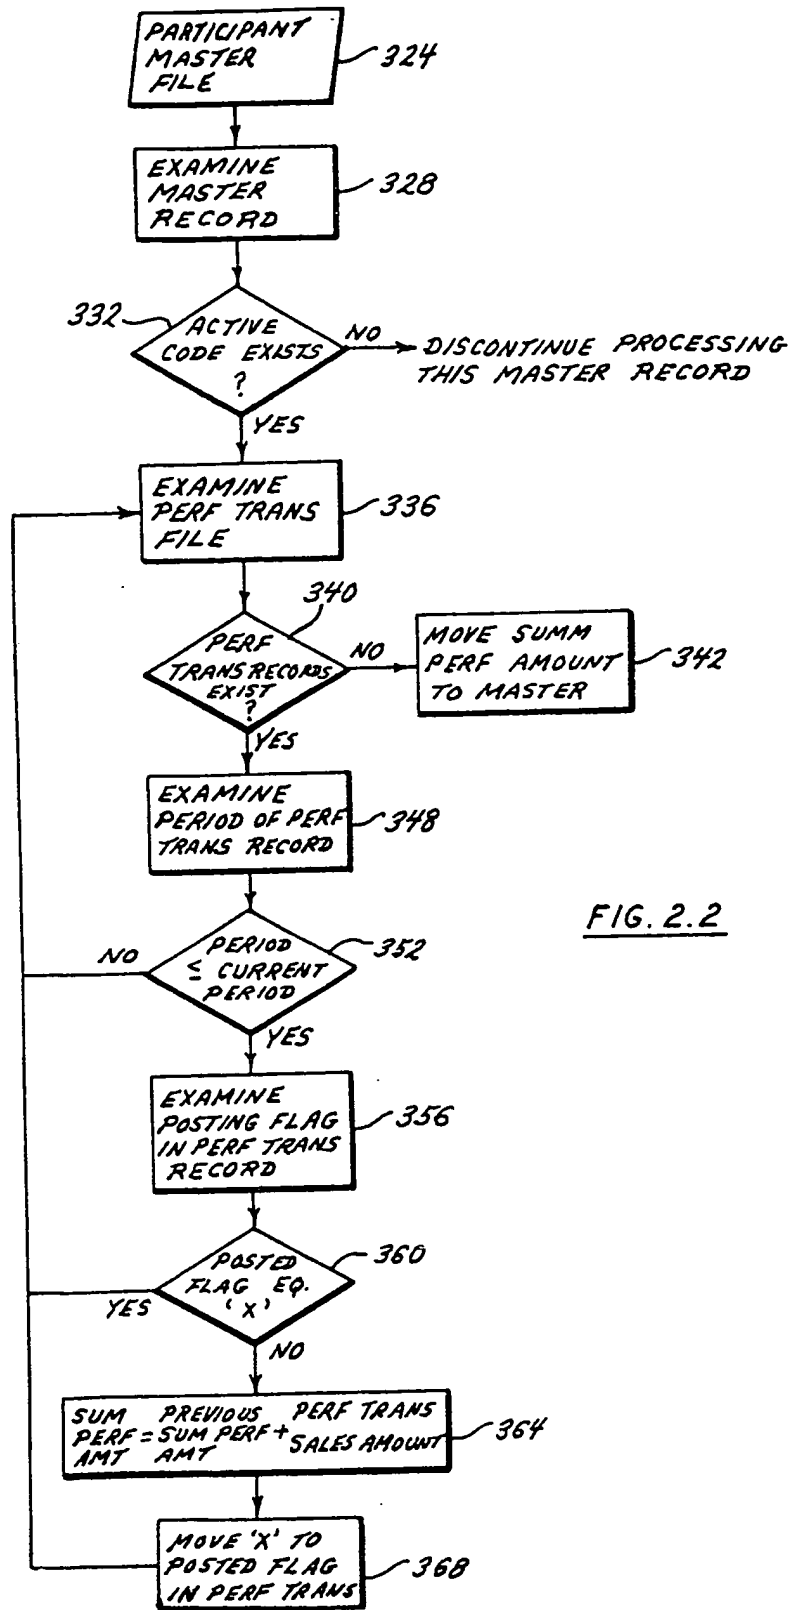 PARTICIPANT
MASTER
FILE
324
EXAMINE
MASTER
RECORD
328
332
ACTIVE
CODE EXISTS
?
NO
DISCONTINUE PROCESSING
THIS MASTER RECORD
YES
EXAMINE
PERF TRANS
FILE
336
340
PERF
TRANS RECORDS
EXIST
?
NO
MOVE SUMM
PERF AMOUNT
TO MASTER
342
YES
EXAMINE
PERIOD OF PERF
TRANS RECORD
348
FIG. 2.2
PERIOD
≤ CURRENT
PERIOD
352
NO
YES
EXAMINE
POSTING FLAG
IN PERF TRANS
RECORD
356
POSTED
FLAG EQ.
'X'
360
YES
NO
SUM PREVIOUS PERF TRANS
PERF = SUM PERF + SALES AMOUNT
AMT AMT
364
MOVE 'X' TO
POSTED FLAG
IN PERF TRANS
368